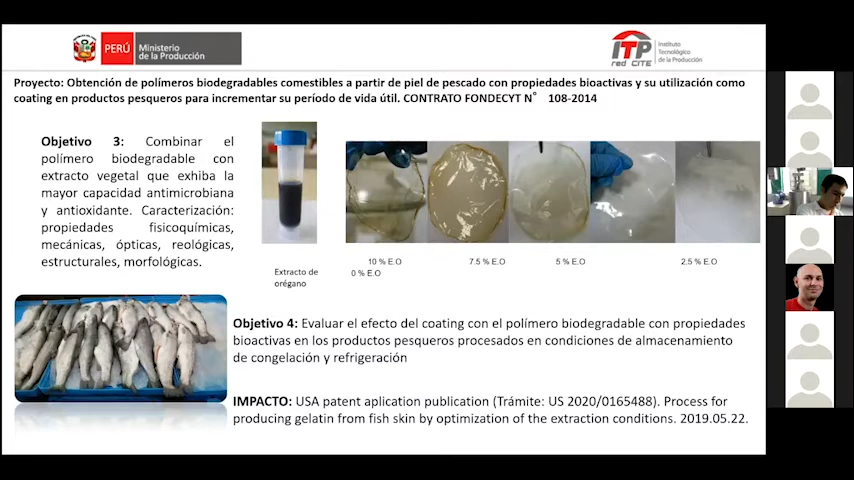 PERÚ
Ministerio
de la Producción
ITP
red CITE
Instituto
Tecnológico
de la Producción
Proyecto: Obtención de polímeros biodegradables comestibles a partir de piel de pescado con propiedades bioactivas y su utilización como
coating en productos pesqueros para incrementar su período de vida útil. CONTRATO FONDECYT N° 108-2014
Objetivo 3: Combinar el
polímero biodegradable con
extracto vegetal que exhiba la
mayor capacidad antimicrobiana
y antioxidante. Caracterización:
propiedades fisicoquímicas,
mecánicas, ópticas, reológicas,
estructurales, morfológicas.
Extracto de
orégano
10 % E.O 7.5 % E.O 5 % E.O 2.5 % E.O
0 % E.O
Objetivo 4: Evaluar el efecto del coating con el polímero biodegradable con propiedades
bioactivas en los productos pesqueros procesados en condiciones de almacenamiento
de congelación y refrigeración
IMPACTO: USA patent aplication publication (Trámite: US 2020/0165488). Process for
producing gelatin from fish skin by optimization of the extraction conditions. 2019.05.22.